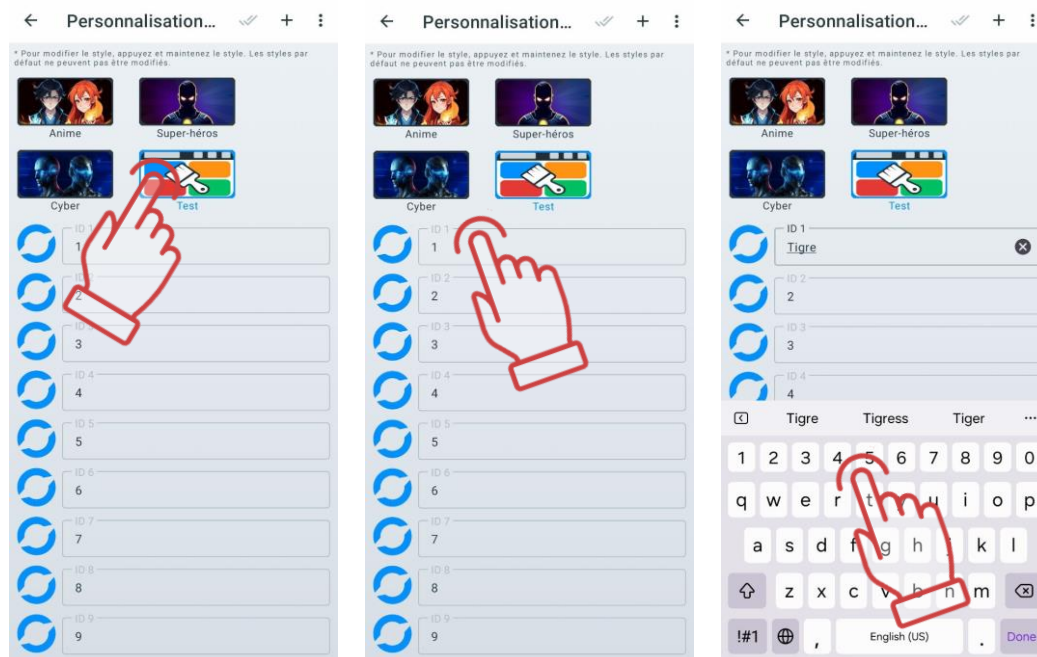 Personnalisation...
* Pour modifier le style, appuyez et maintenez le style. Les styles par
défaut ne peuvent pas être modifiés.
Anime
Super-héros
Cyber
Test
ID 1
1
2
ID 3
3
ID 4
4
ID 5
5
ID 6
6
ID 7
7
ID 8
8
ID 9
9
Personnalisation...
* Pour modifier le style, appuyez et maintenez le style. Les styles par
défaut ne peuvent pas être modifiés.
Anime
Super-héros
Cyber
Test
ID 1
1
ID 2
2
ID 3
3
ID 4
4
ID 5
5
ID 6
6
ID 7
7
ID 8
8
ID 9
9
Personnalisation...
* Pour modifier le style, appuyez et maintenez le style. Les styles par
défaut ne peuvent pas être modifiés.
Anime
Super-héros
Cyber
Test
ID 1
Tigre
ID 2
2
ID 3
3
ID 4
4
Tigre Tigress Tiger ...
1 2 3 4 5 6 7 8 9 0
q w e r t y u i o p
a s d f g h j k l
z x c v b n m
!#1 , English (US) . Done